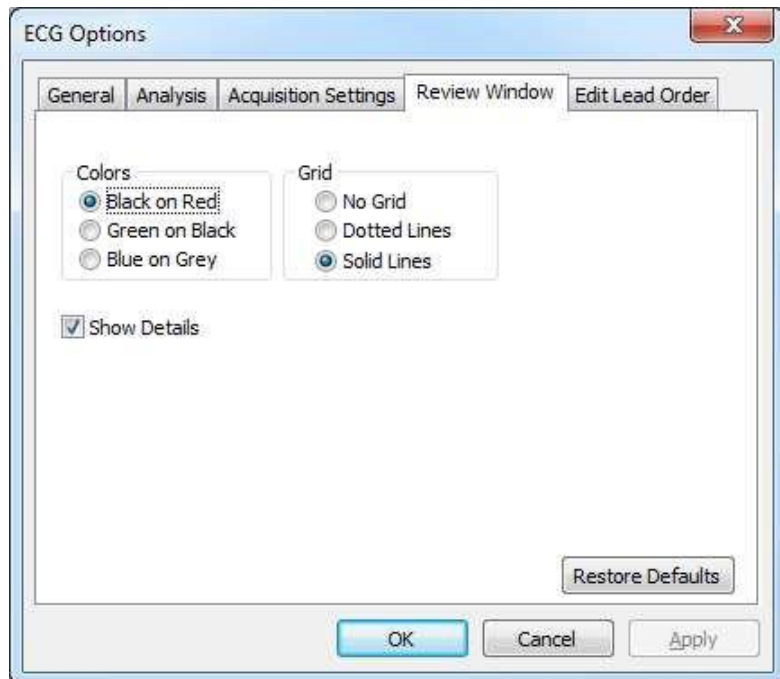 ECG Options
General Analysis Acquisition Settings Review Window Edit Lead Order
Colors Grid
Black on Red No Grid
Green on Black Dotted Lines
Blue on Grey Solid Lines
Show Details
Restore Defaults
OK Cancel Apply